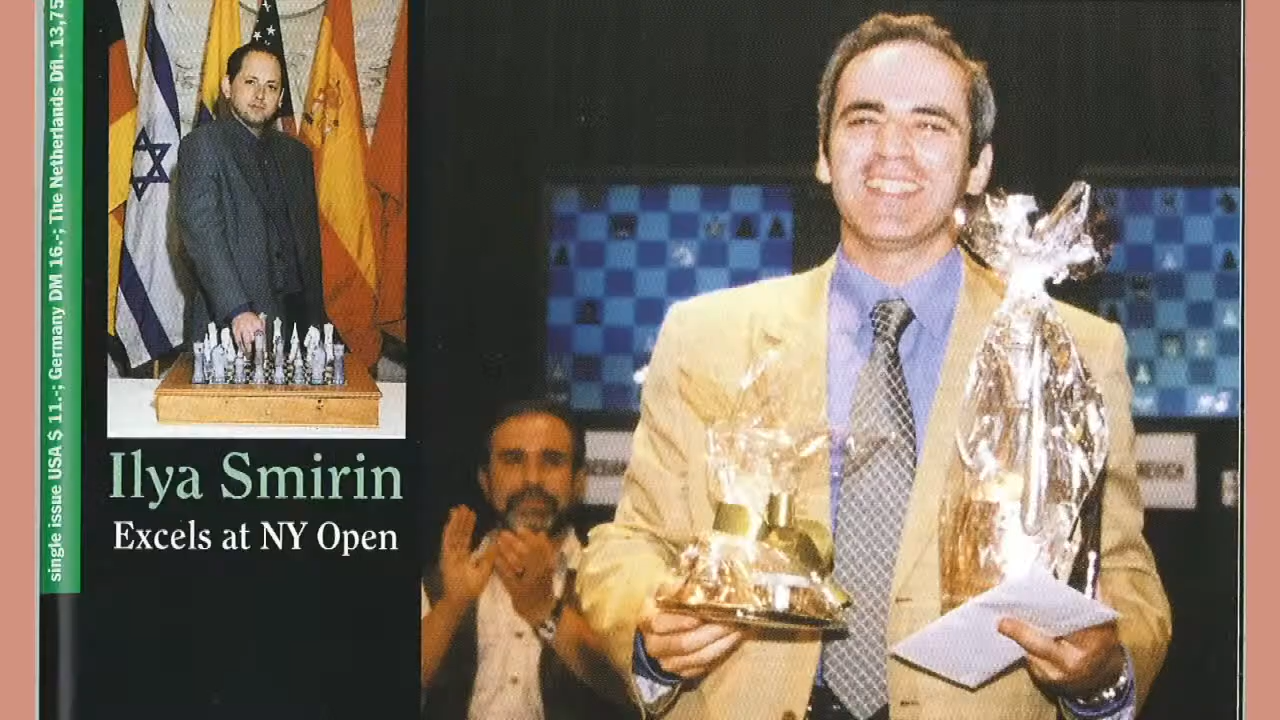 single issue USA $ 11.-; Germany DM 16.-; The Netherlands Dfl. 13,75
Ilya Smirin
Excels at NY Open